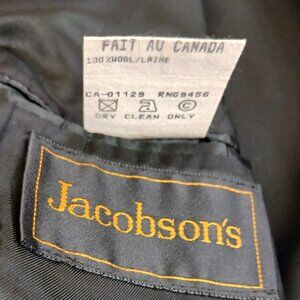 FAIT AU CANADA
100%WOOL/LAINE
CA-01129 RN69456
DRY CLEAN ONLY
Jacobson's